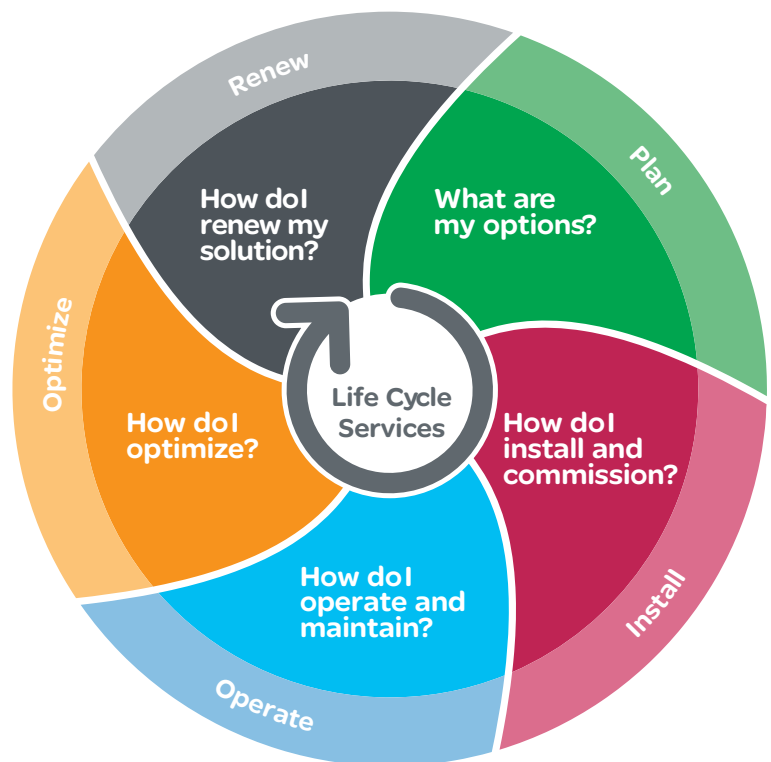 Renew
Plan
How do I
renew my
solution?
What are
my options?
Optimize
Life Cycle
Services
How do I
optimize?
How do I
install and
commission?
How do I
operate and
maintain?
Install
Operate